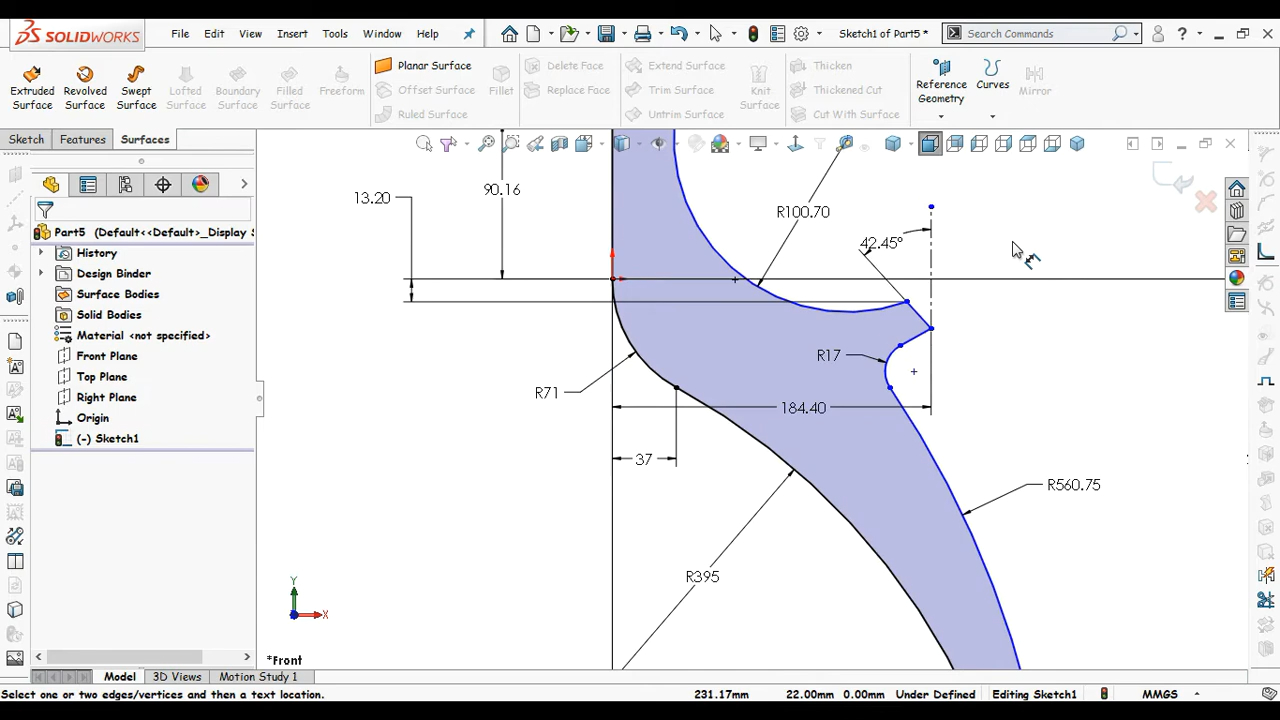 SOLIDWORKS
File Edit View Insert Tools Window Help
Sketch1 of Part5 *
Search Commands
Extruded Surface
Revolved Surface
Swept Surface
Lofted Surface
Boundary Surface
Filled Surface
Freeform
Planar Surface
Offset Surface
Ruled Surface
Fillet
Delete Face
Replace Face
Extend Surface
Trim Surface
Untrim Surface
Knit Surface
Thicken
Thickened Cut
Cut With Surface
Reference Geometry
Curves
Mirror
Sketch Features Surfaces
Part5 (Default<<Default>_Display S
History
Design Binder
Surface Bodies
Solid Bodies
Material <not specified>
Front Plane
Top Plane
Right Plane
Origin
(-) Sketch1
90.16
13.20
R100.70
42.45°
R17
R71
184.40
37
R560.75
R395
Y
X
*Front
Model 3D Views Motion Study 1
Select one or two edges/vertices and then a text location.
231.17mm 22.00mm 0.00mm Under Defined Editing Sketch1 MMGS